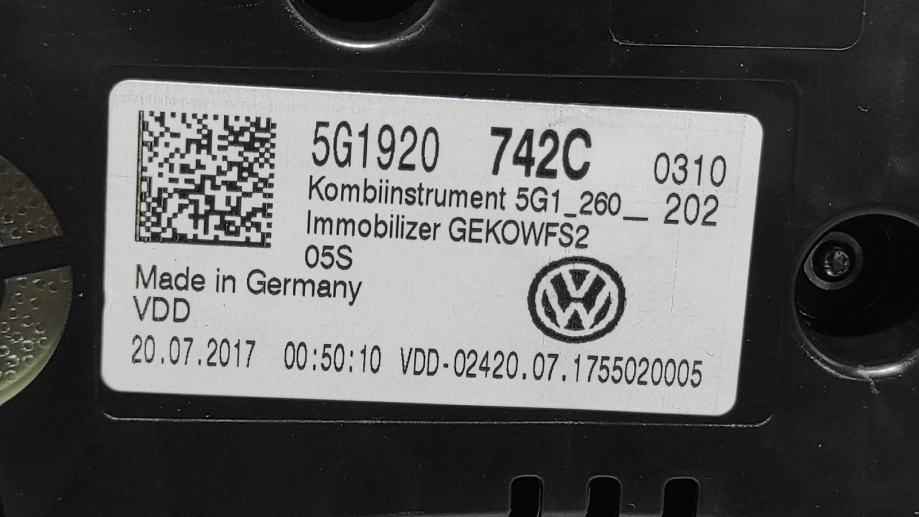 5G1920 742C 0310
Kombiinstrument 5G1_260__ 202
Immobilizer GEKOWFS2
05S
Made in Germany
VDD
20.07.2017 00:50:10 VDD-02420.07.1755020005